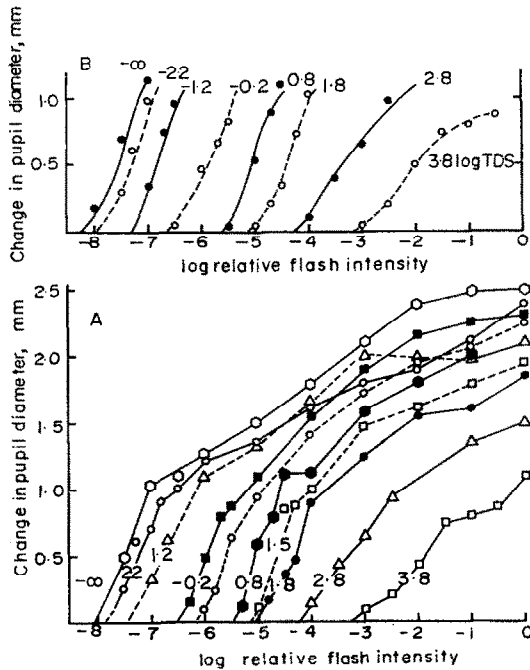 Change in pupil diameter, mm
B
1·0
0·5
-∞
-22
-1·2
-0·2
0·8
1·8
2·8
3·8 log TDS
-8 -7 -6 -5 -4 -3 -2 -1 0
log relative flash intensity
Change in pupil diameter, mm
A
2·5
2·0
1·5
1·0
0·5
-∞
22
1·2
-0·2
0·8
1·5
1·8
2·8
3·8
-8 -7 -6 -5 -4 -3 -2 -1 0
log relative flash intensity